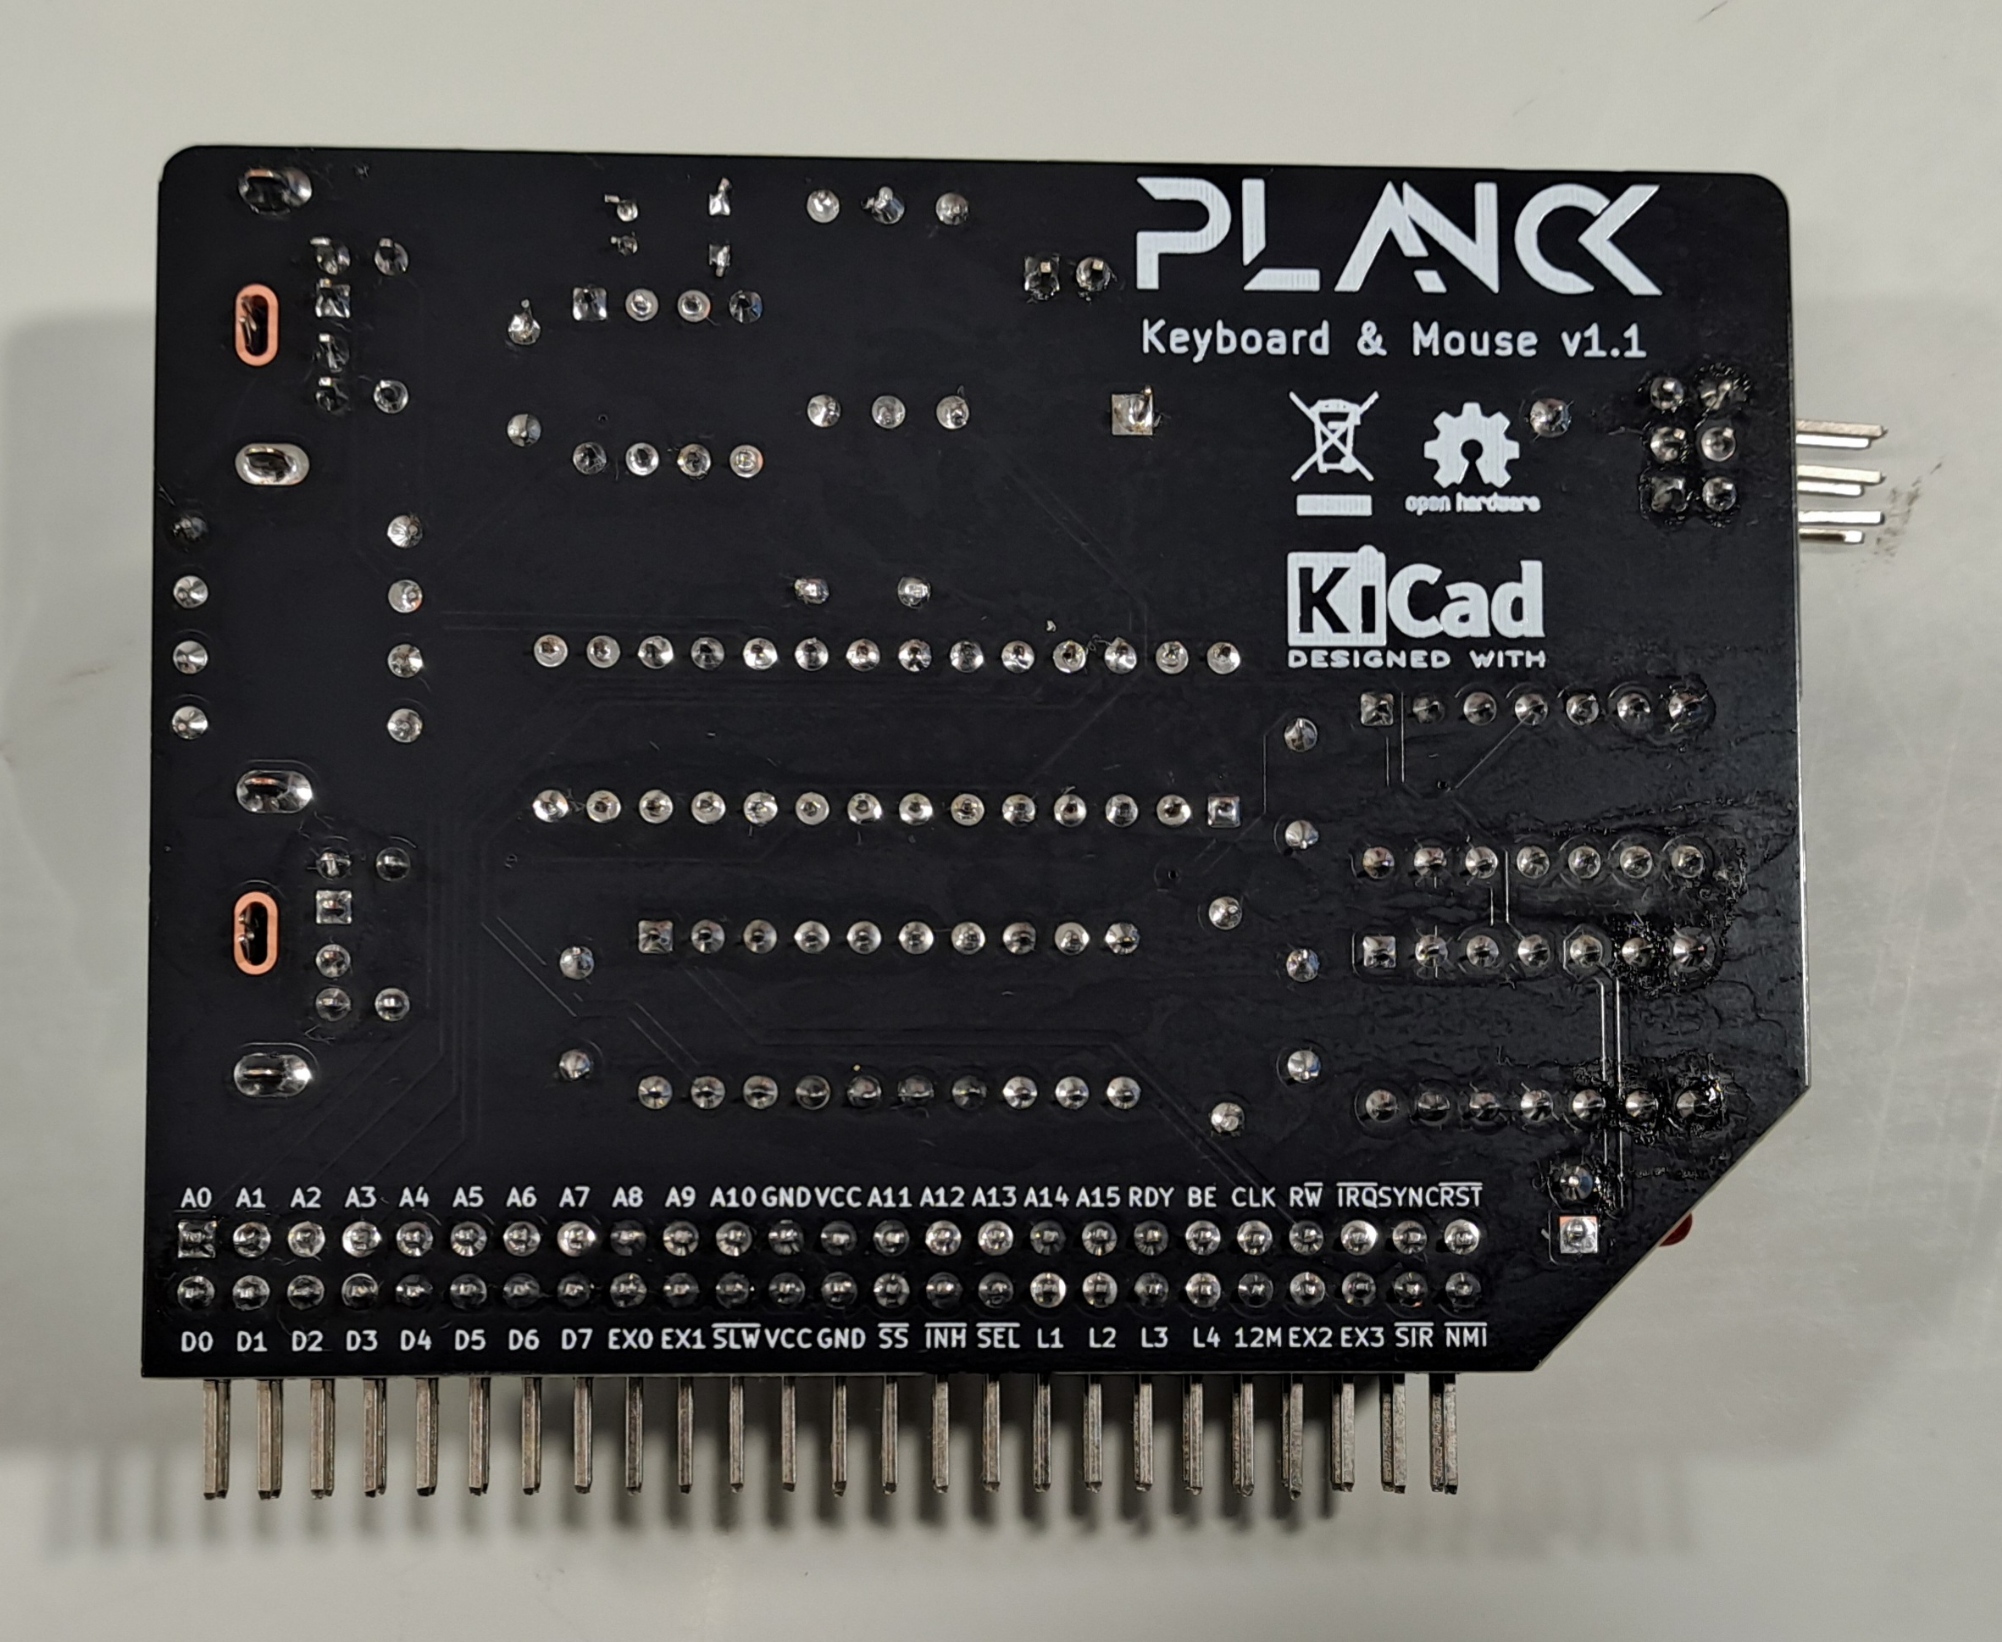 PLANCK
Keyboard & Mouse v1.1
open hardware
KiCad
DESIGNED WITH
A0 A1 A2 A3 A4 A5 A6 A7 A8 A9 A10 GND VCC A11 A12 A13 A14 A15 RDY BE CLK RW IRQ SYNC RST
D0 D1 D2 D3 D4 D5 D6 D7 EX0 EX1 SLW VCC GND SS INH SEL L1 L2 L3 L4 12M EX2 EX3 SIR NMI